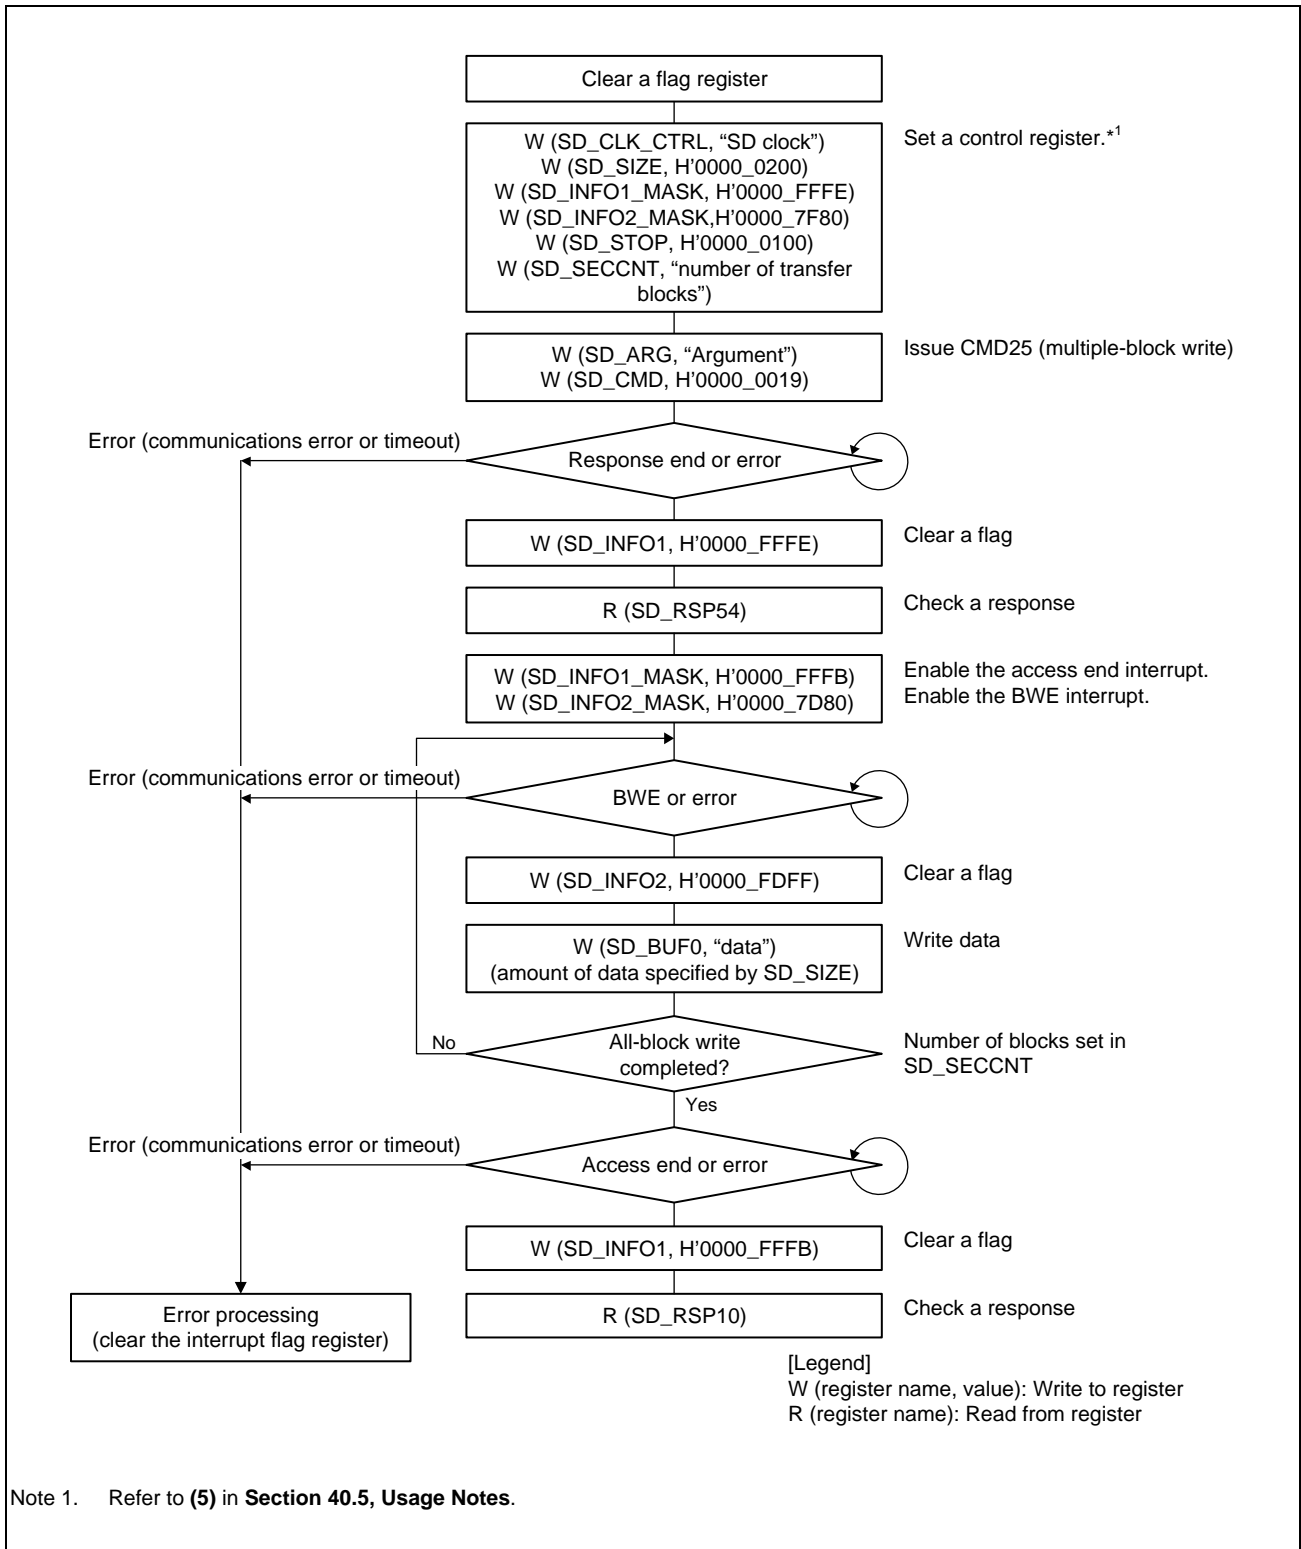 Clear a flag register
W (SD_CLK_CTRL, “SD clock”)
W (SD_SIZE, H’0000_0200)
W (SD_INFO1_MASK, H’0000_FFFE)
W (SD_INFO2_MASK,H’0000_7F80)
W (SD_STOP, H’0000_0100)
W (SD_SECCNT, “number of transfer
blocks”)
Set a control register.*1
W (SD_ARG, “Argument”)
W (SD_CMD, H’0000_0019)
Issue CMD25 (multiple-block write)
Error (communications error or timeout)
Response end or error
W (SD_INFO1, H’0000_FFFE)
Clear a flag
R (SD_RSP54)
Check a response
W (SD_INFO1_MASK, H’0000_FFFB)
W (SD_INFO2_MASK, H’0000_7D80)
Enable the access end interrupt.
Enable the BWE interrupt.
Error (communications error or timeout)
BWE or error
W (SD_INFO2, H’0000_FDFF)
Clear a flag
W (SD_BUF0, “data”)
(amount of data specified by SD_SIZE)
Write data
No
All-block write
completed?
Number of blocks set in
SD_SECCNT
Yes
Error (communications error or timeout)
Access end or error
W (SD_INFO1, H’0000_FFFB)
Clear a flag
Error processing
(clear the interrupt flag register)
R (SD_RSP10)
Check a response
[Legend]
W (register name, value): Write to register
R (register name): Read from register
Note 1. Refer to (5) in Section 40.5, Usage Notes.